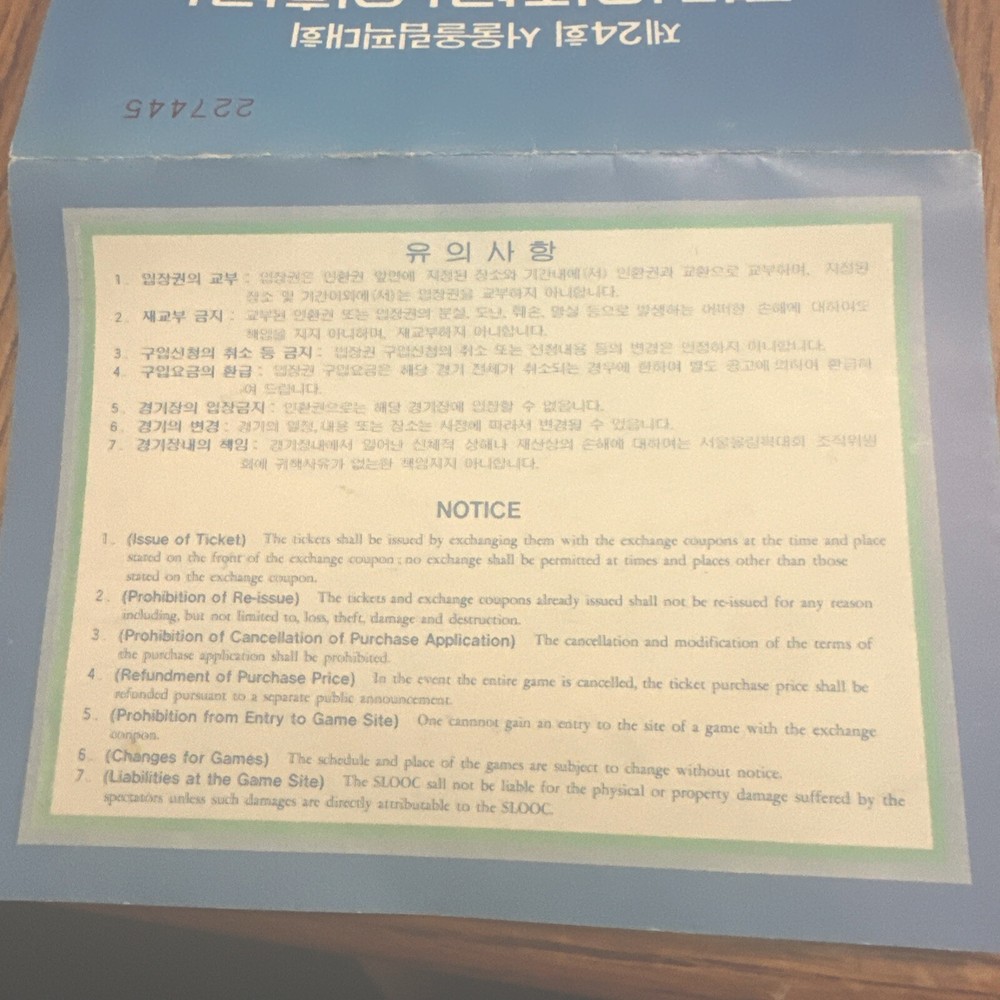 제24회 서울올림픽대회
227445
유의사항
1. 입장권의 교부 : 입장권은 인환권 앞면에 지정된 장소와 기간내에(서) 인환권과 교환으로 교부하며, 지정된
장소 및 기간이외에(서)는 입장권을 교부하지 아니합니다.
2. 재교부 금지 : 교부된 인환권 또는 입장권의 분실, 도난, 훼손, 멸실 등으로 발생하는 어떠한 손해에 대하여도
책임을 지지 아니하며, 재교부하지 아니합니다.
3. 구입신청의 취소 등 금지 : 입장권 구입신청의 취소 또는 신청내용 등의 변경은 인정하지 아니합니다.
4. 구입요금의 환급 : 입장권 구입요금은 해당 경기 전체가 취소되는 경우에 한하여 별도 공고에 의하여 환급하
여 드립니다.
5. 경기장의 입장금지 : 인환권으로는 해당 경기장에 입장할 수 없습니다.
6. 경기의 변경 : 경기의 일정, 내용 또는 장소는 사정에 따라서 변경될 수 있습니다.
7. 경기장내의 책임 : 경기장내에서 일어난 신체적 상해나 재산상의 손해에 대하여는 서울올림픽대회 조직위원
회에 귀책사유가 없는한 책임지지 아니합니다.
NOTICE
1. (Issue of Ticket) The tickets shall be issued by exchanging them with the exchange coupons at the time and place
stated on the front of the exchange coupon ; no exchange shall be permitted at times and places other than those
stated on the exchange coupon.
2. (Prohibition of Re-issue) The tickets and exchange coupons already issued shall not be re-issued for any reason
including, but not limited to, loss, theft, damage and destruction.
3. (Prohibition of Cancellation of Purchase Application) The cancellation and modification of the terms of
the purchase application shall be prohibited.
4. (Refundment of Purchase Price) In the event the entire game is cancelled, the ticket purchase price shall be
refunded pursuant to a separate public announcement.
5. (Prohibition from Entry to Game Site) One cannnot gain an entry to the site of a game with the exchange
coupon.
6. (Changes for Games) The schedule and place of the games are subject to change without notice.
7. (Liabilities at the Game Site) The SLOOC sall not be liable for the physical or property damage suffered by the
spectators unless such damages are directly attributable to the SLOOC.